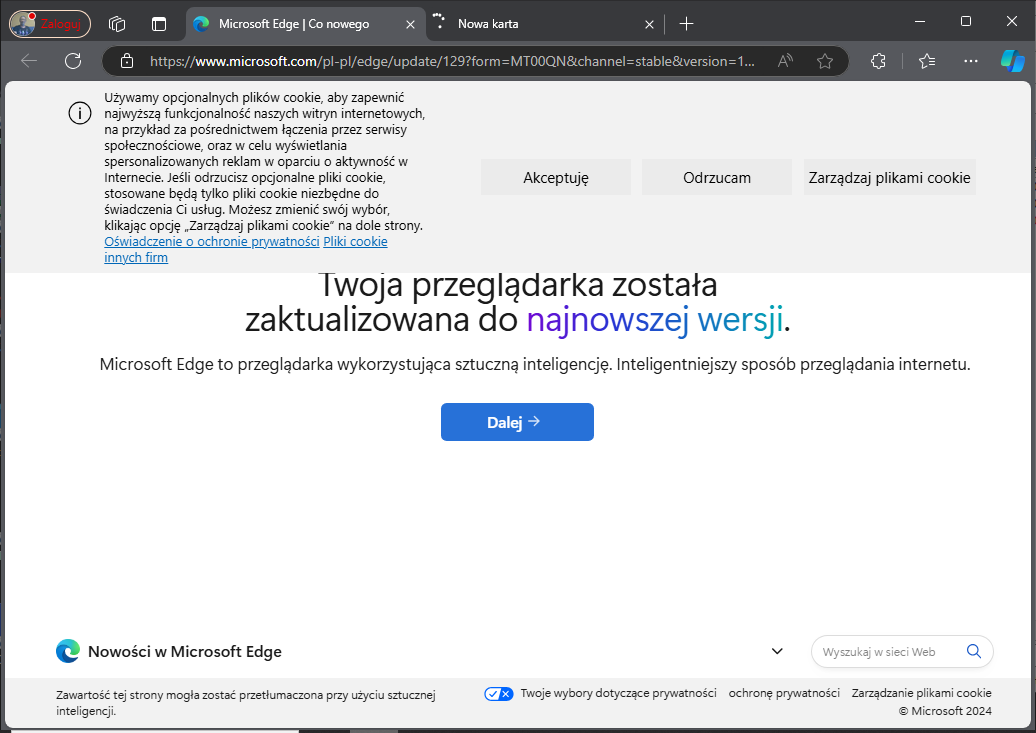 Zaloguj
Microsoft Edge | Co nowego
Nowa karta
https://www.microsoft.com/pl-pl/edge/update/129?form=MT00QN&channel=stable&version=1...
Używamy opcjonalnych plików cookie, aby zapewnić
najwyższą funkcjonalność naszych witryn internetowych,
na przykład za pośrednictwem łączenia przez serwisy
społecznościowe, oraz w celu wyświetlania
spersonalizowanych reklam w oparciu o aktywność w
Internecie. Jeśli odrzucisz opcjonalne pliki cookie,
stosowane będą tylko pliki cookie niezbędne do
świadczenia Ci usług. Możesz zmienić swój wybór,
klikając opcję „Zarządzaj plikami cookie” na dole strony.
Oświadczenie o ochronie prywatności Pliki cookie
innych firm
Akceptuję
Odrzucam
Zarządzaj plikami cookie
Twoja przeglądarka została
zaktualizowana do najnowszej wersji.
Microsoft Edge to przeglądarka wykorzystująca sztuczną inteligencję. Inteligentniejszy sposób przeglądania internetu.
Dalej
Nowości w Microsoft Edge
Wyszukaj w sieci Web
Zawartość tej strony mogła zostać przetłumaczona przy użyciu sztucznej
inteligencji.
Twoje wybory dotyczące prywatności
ochronę prywatności
Zarządzanie plikami cookie
© Microsoft 2024